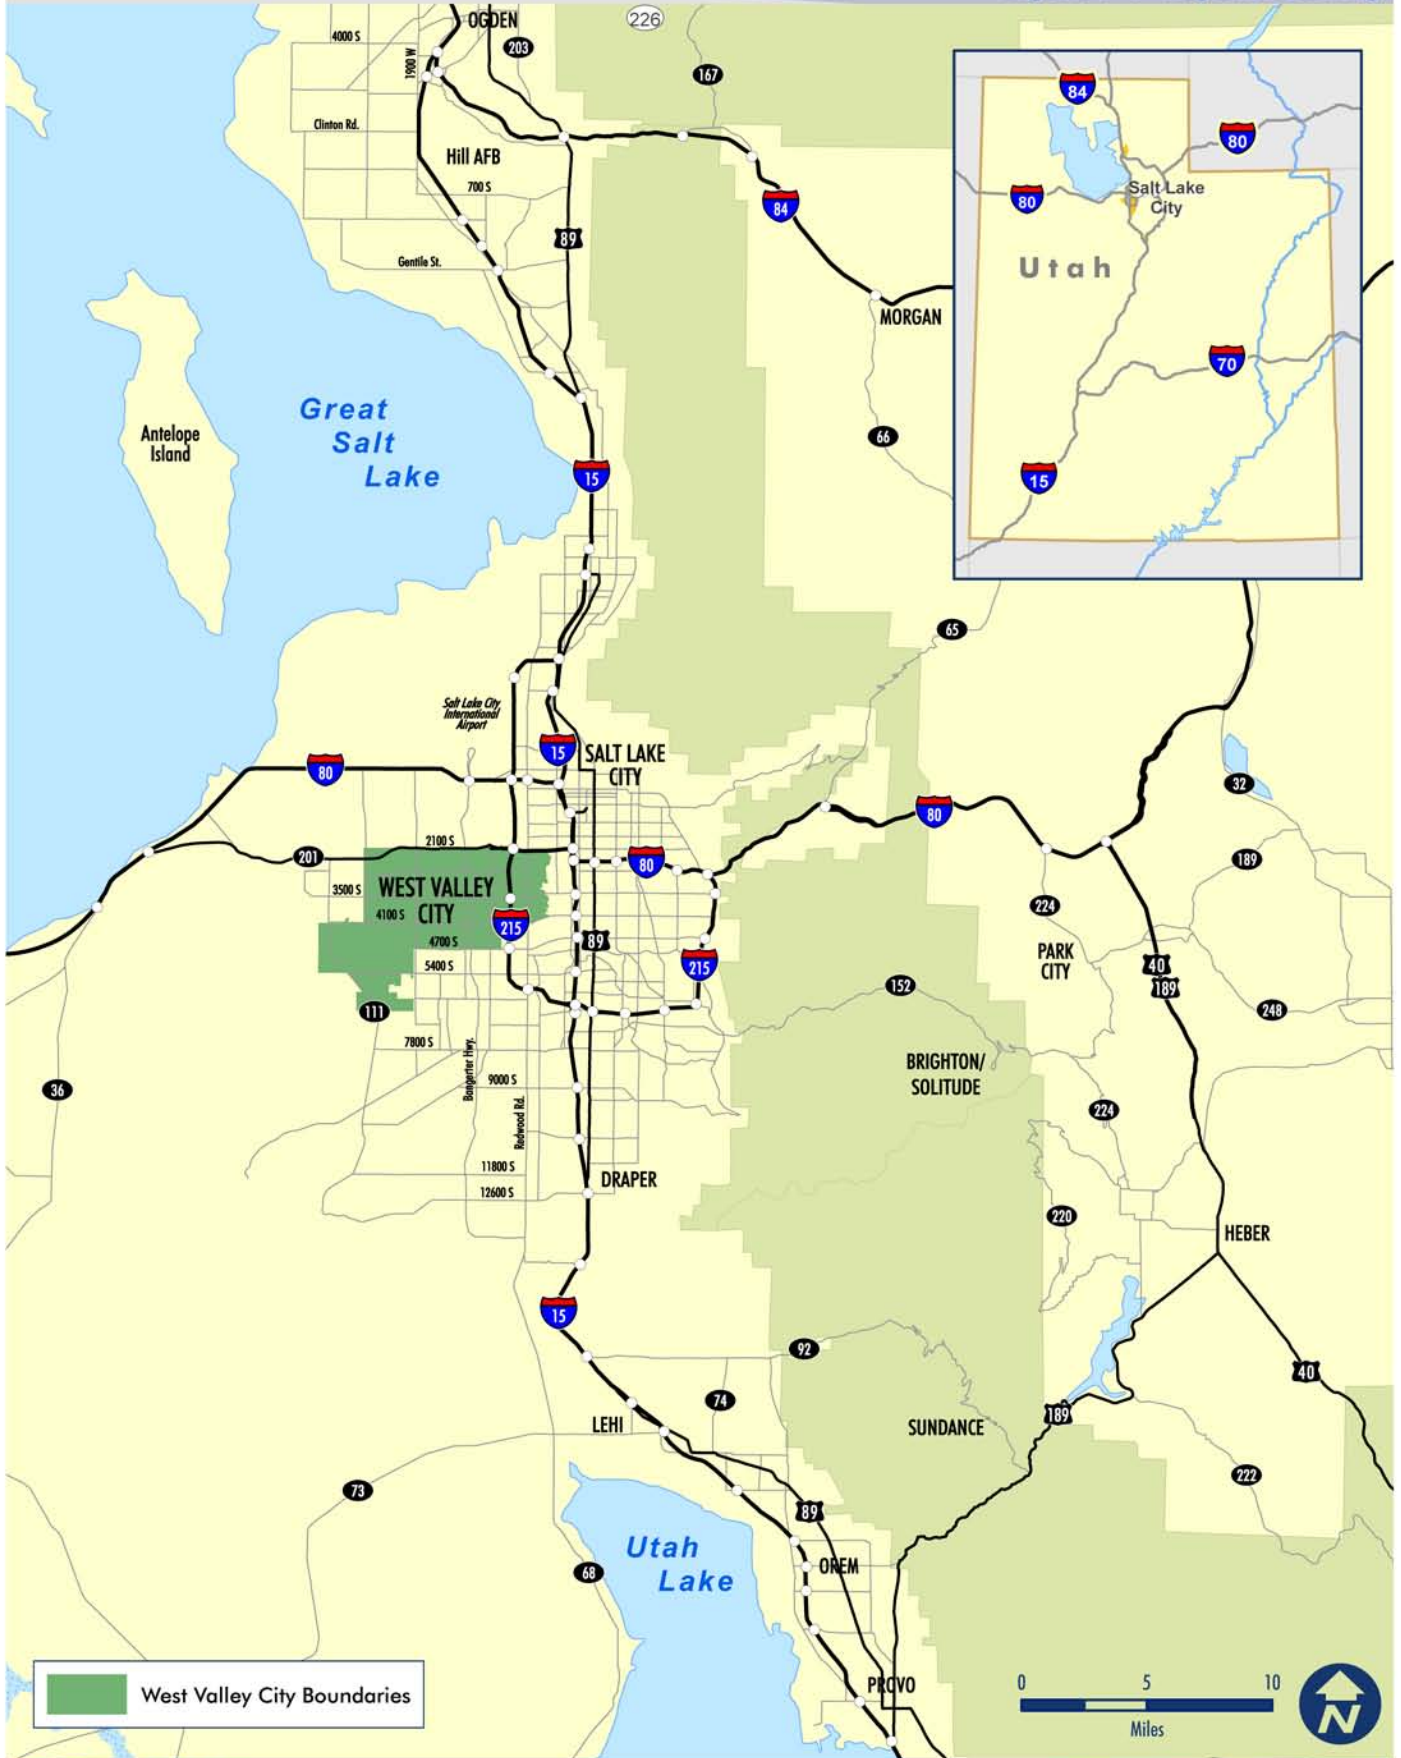 OGDEN
226
4000 S
203
1900 W
167
84
80
Clinton Rd.
Hill AFB
700 S
80
Salt Lake
City
84
89
Gentile St.
Utah
MORGAN
70
Great
Salt
Lake
Antelope
Island
66
15
15
65
Salt Lake City
International
Airport
15
SALT LAKE
CITY
80
32
80
2100 S
201
80
189
3500 S
WEST VALLEY
CITY
4100 S
224
215
4700 S
89
PARK
CITY
5400 S
215
40
189
152
111
248
7800 S
Bangerter Hwy.
BRIGHTON/
SOLITUDE
36
9000 S
Redwood Rd.
224
11800 S
DRAPER
12600 S
220
HEBER
15
92
40
74
189
LEHI
SUNDANCE
222
73
89
Utah
Lake
OREM
68
PROVO
West Valley City Boundaries
0 5 10
Miles
N